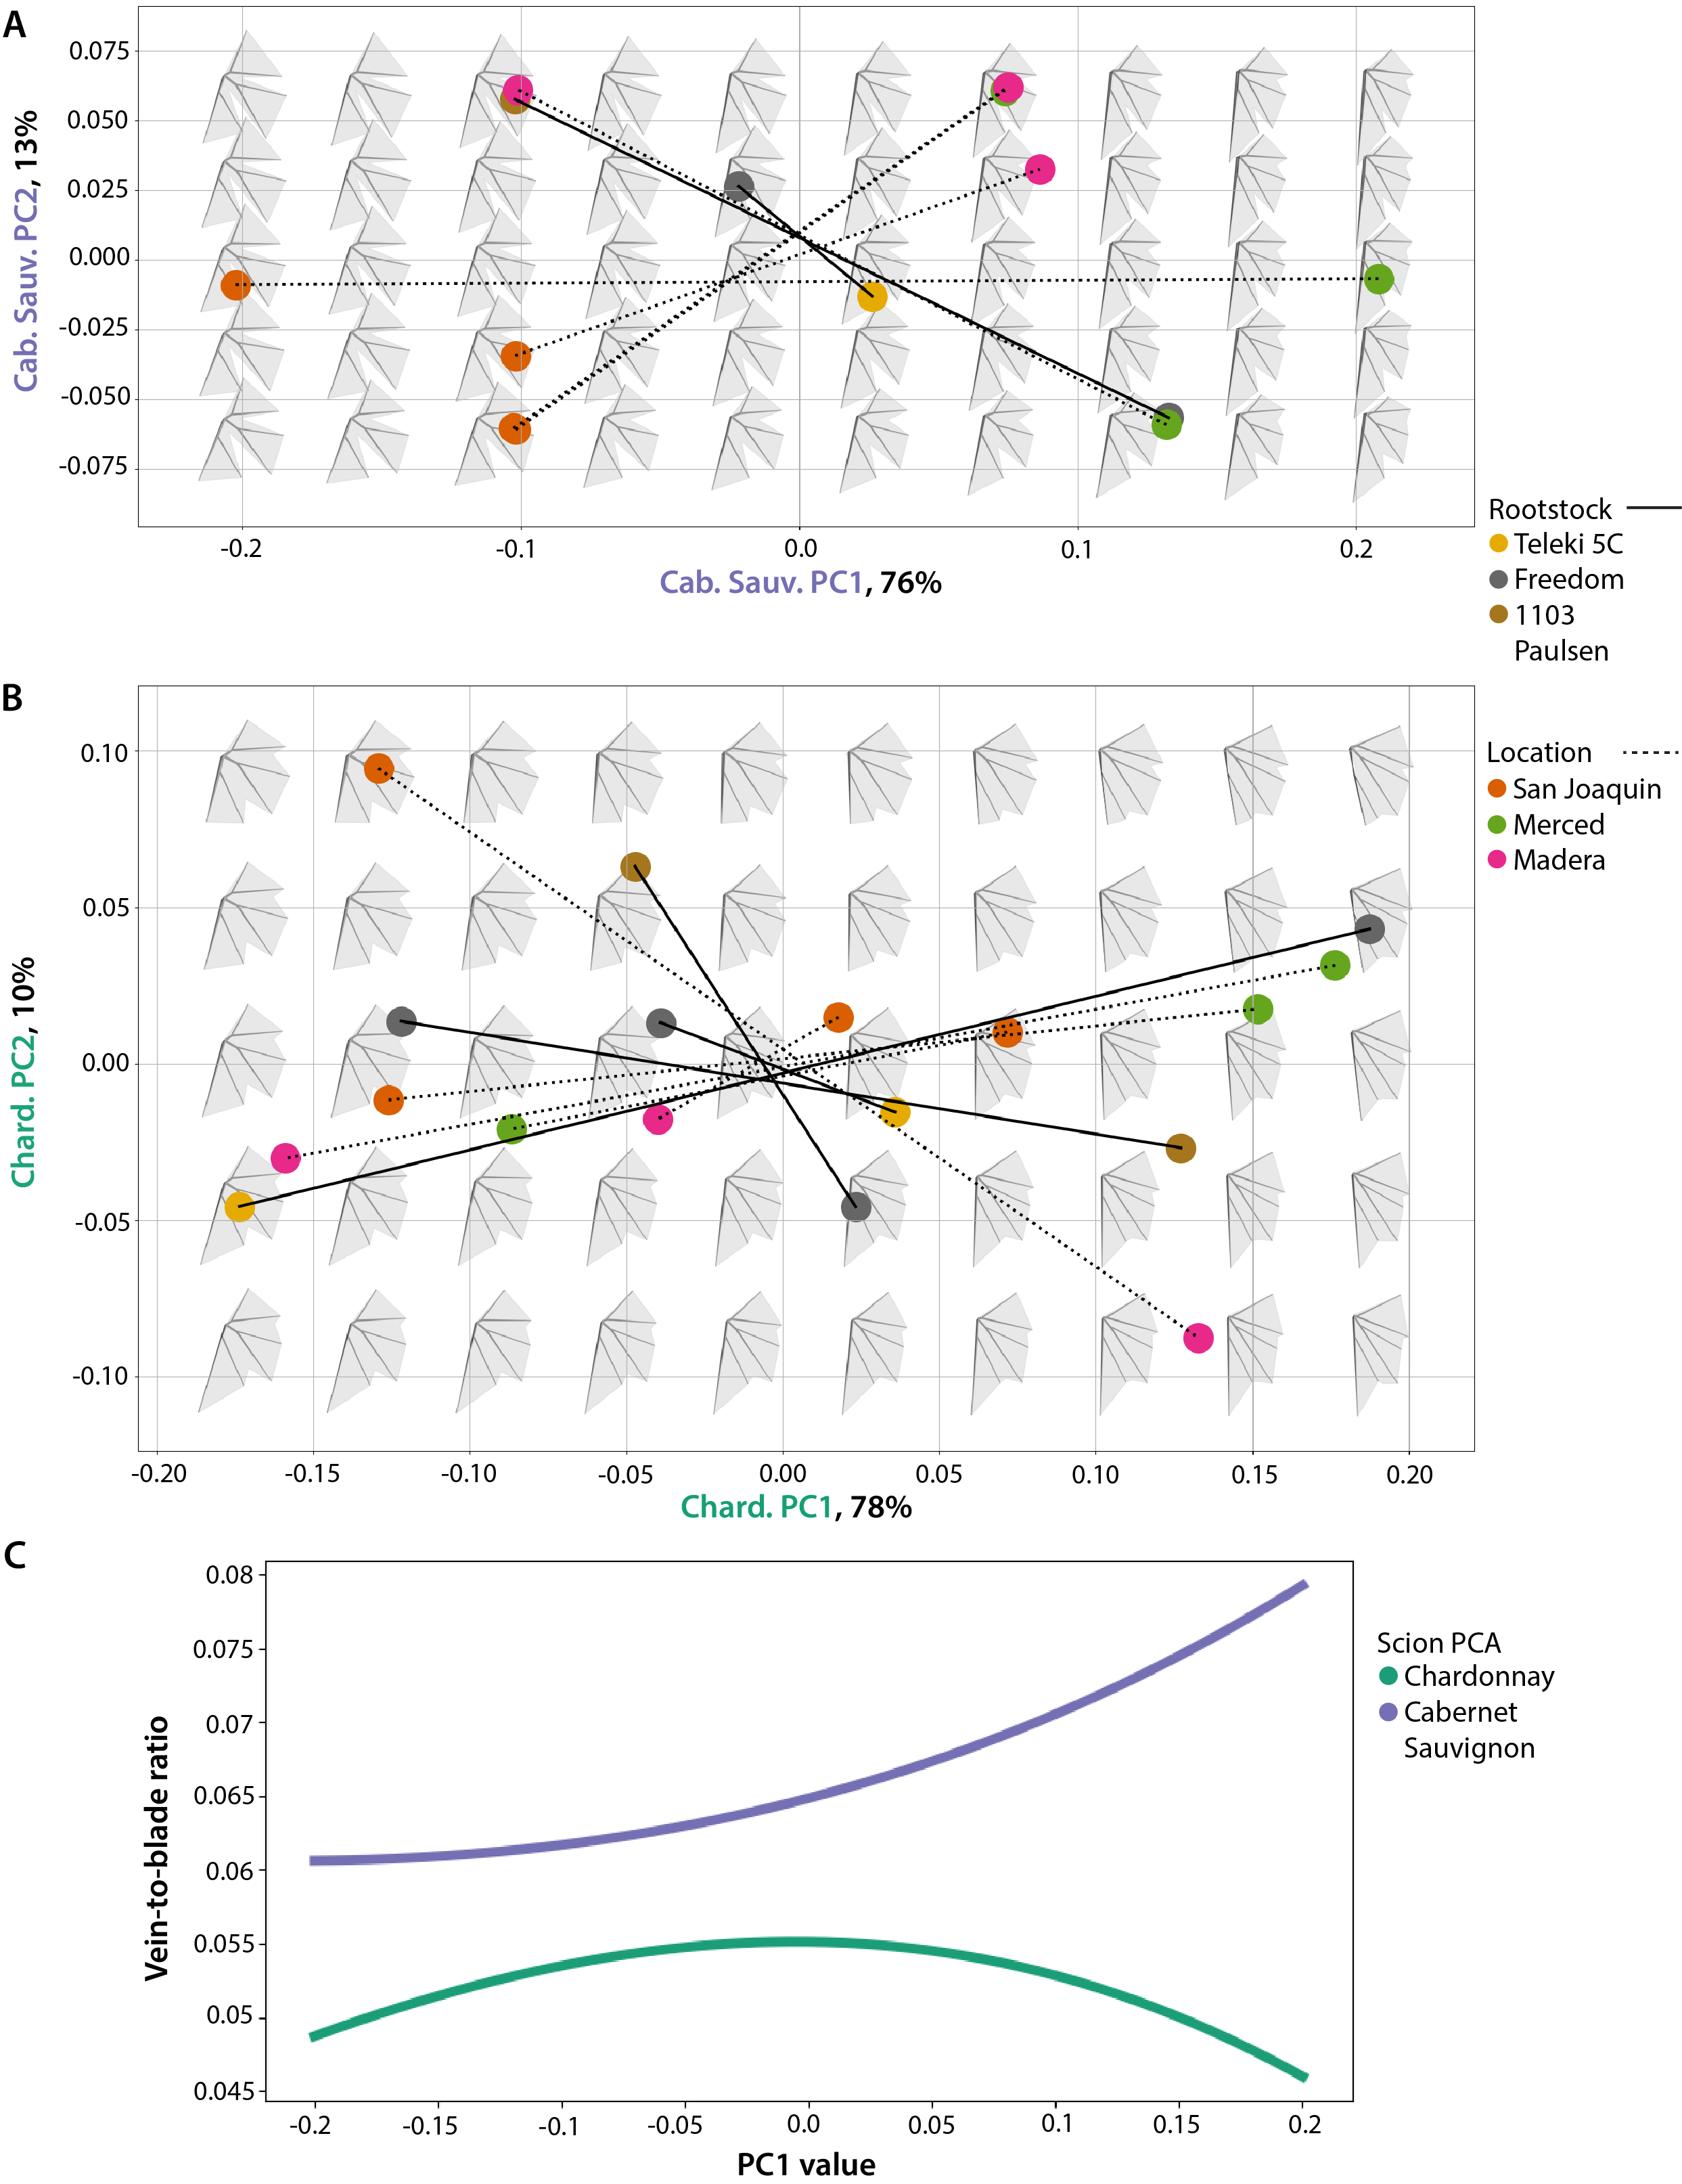 A
0.075
0.050
0.025
0.000
-0.025
-0.050
-0.075
Cab. Sauv. PC2, 13%
-0.2
-0.1
0.0
0.1
0.2
Cab. Sauv. PC1, 76%
Rootstock
Teleki 5C
Freedom
1103
Paulsen
B
0.10
0.05
0.00
-0.05
-0.10
Chard. PC2, 10%
-0.20
-0.15
-0.10
-0.05
0.00
0.05
0.10
0.15
0.20
Chard. PC1, 78%
Location
San Joaquin
Merced
Madera
C
0.08
0.075
0.07
0.065
0.06
0.055
0.05
0.045
Vein-to-blade ratio
-0.2
-0.15
-0.1
-0.05
0.0
0.05
0.1
0.15
0.2
PC1 value
Scion PCA
Chardonnay
Cabernet
Sauvignon